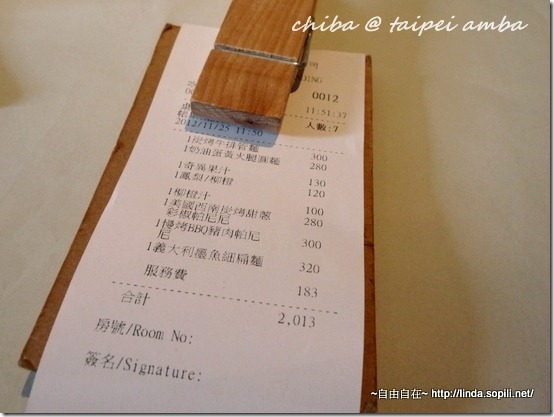 chiba @ taipei amba
0012
11:51:37
人數:7
2012/11/25 11:50
1炭烤牛排管麵 300
1奶油蛋黃火腿圓麵 280
1奇異果汁 130
1鳳梨/柳橙 120
1柳橙汁 100
1美國西南炭烤甜蔥 280
彩椒帕尼尼
1慢烤BBQ豬肉帕尼 300
尼
1義大利墨魚細扁麵 320
服務費 183
合計 2,013
房號/Room No:
簽名/Signature:
~自由自在~ http://linda.sopili.net/